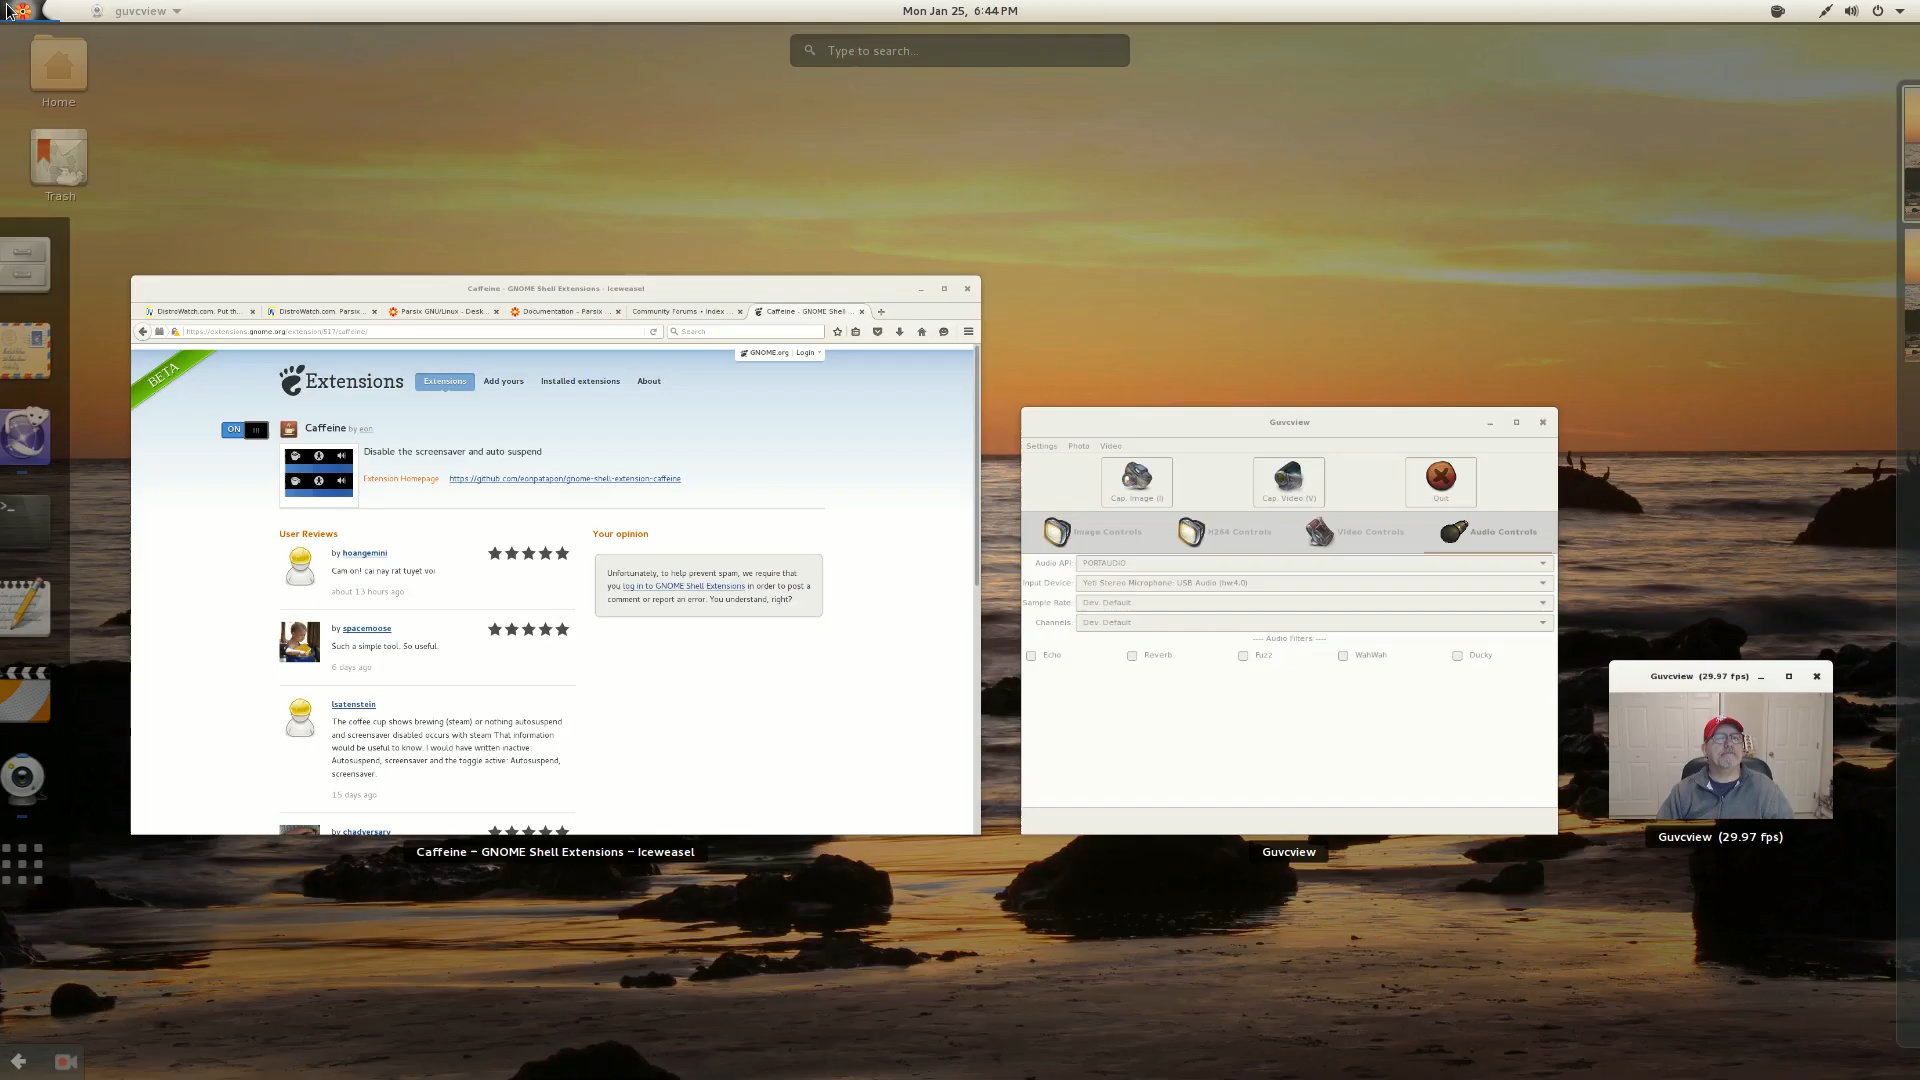 guvcview
Mon Jan 25, 6:44 PM
Type to search...
Home
Trash
Caffeine - GNOME Shell Extensions - Iceweasel
DistroWatch.com: Put th...
DistroWatch.com: Parsix...
Parsix GNU/Linux - Desk...
Documentation - Parsix ...
Community Forums • Index ...
Caffeine - GNOME Shell ...
https://extensions.gnome.org/extension/517/caffeine/
Search
GNOME.org
Login
BETA
Extensions
Extensions
Add yours
Installed extensions
About
ON
Caffeine by eon
Disable the screensaver and auto suspend
Extension Homepage
https://github.com/eonpatapon/gnome-shell-extension-caffeine
User Reviews
by hoangemini
Cam on! cai nay rat tuyet voi
about 13 hours ago
by spacemoose
Such a simple tool. So useful.
6 days ago
lsatenstein
The coffee cup shows brewing (steam) or nothing autosuspend
and screensaver disabled occurs with steam That information
would be useful to know. I would have written inactive:
Autosuspend, screensaver and the toggle active: Autosuspend,
screensaver.
15 days ago
by chadversary
Your opinion
Unfortunately, to help prevent spam, we require that
you log in to GNOME Shell Extensions in order to post a
comment or report an error. You understand, right?
Caffeine – GNOME Shell Extensions – Iceweasel
Guvcview
Settings
Photo
Video
Cap. Image (I)
Cap. Video (V)
Quit
Image Controls
H264 Controls
Video Controls
Audio Controls
Audio API:
PORTAUDIO
Input Device:
Yeti Stereo Microphone: USB Audio (hw:4,0)
Sample Rate:
Dev. Default
Channels:
Dev. Default
---- Audio Filters ----
Echo
Reverb
Fuzz
WahWah
Ducky
Guvcview
Guvcview (29.97 fps)
Guvcview (29.97 fps)